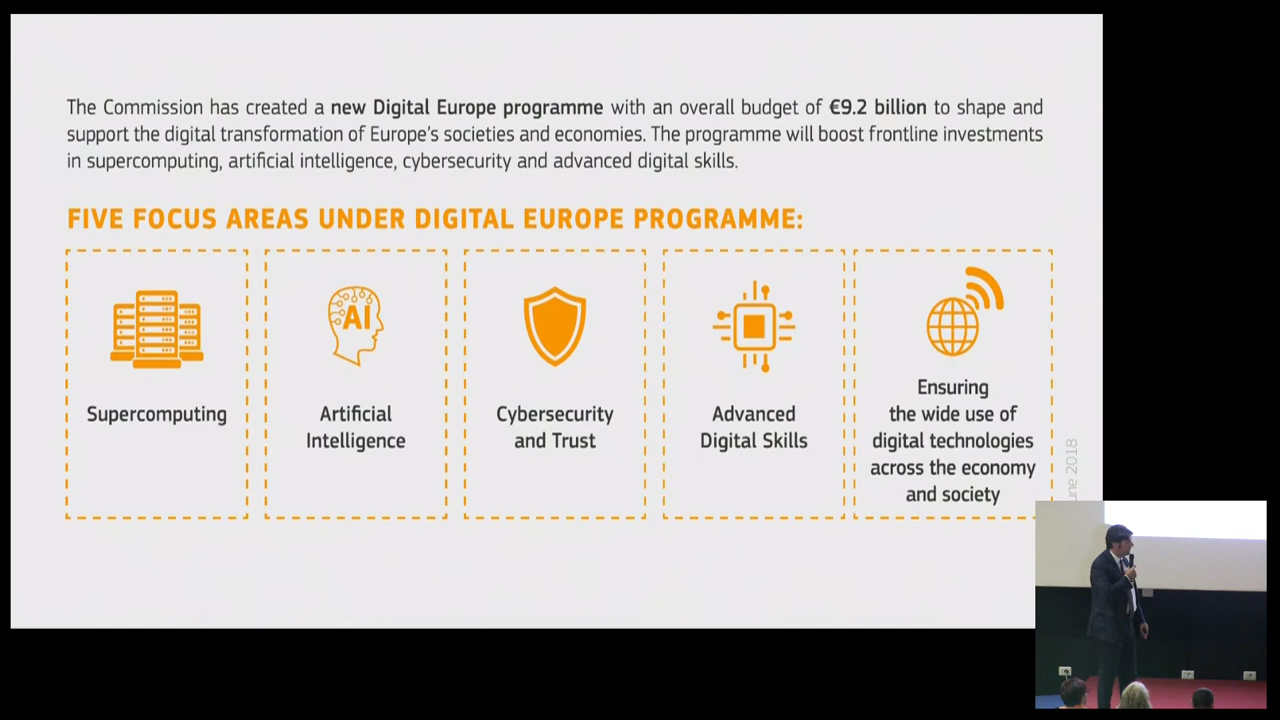 The Commission has created a new Digital Europe programme with an overall budget of €9.2 billion to shape and
support the digital transformation of Europe's societies and economies. The programme will boost frontline investments
in supercomputing, artificial intelligence, cybersecurity and advanced digital skills.
FIVE FOCUS AREAS UNDER DIGITAL EUROPE PROGRAMME:
Supercomputing
AI
Artificial
Intelligence
Cybersecurity
and Trust
Advanced
Digital Skills
Ensuring
the wide use of
digital technologies
across the economy
and society
2018